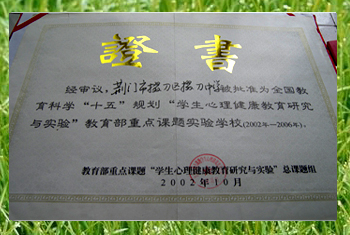 證書
经审议，荆门市掇刀区掇刀中学被批准为全国教
育科学“十五”规划“学生心理健康教育研究
与实验”教育部重点课题实验学校(2002年—2006年)。
教育部重点课题“学生心理健康教育研究与实验”总课题组
2002年10月